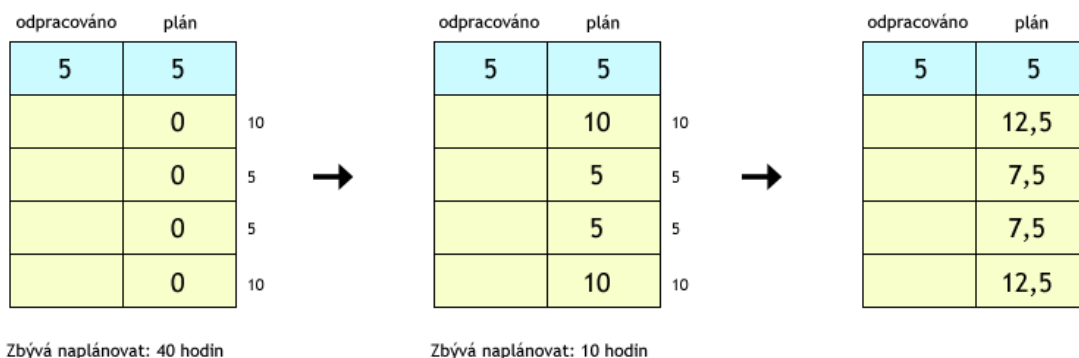 odpracováno plán odpracováno plán odpracováno plán
5 5 5 5 5 5
0 10 10 10 12,5
0 5 5 5 7,5
0 5 5 5 7,5
0 10 10 10 12,5
Zbývá naplánovat: 40 hodin Zbývá naplánovat: 10 hodin